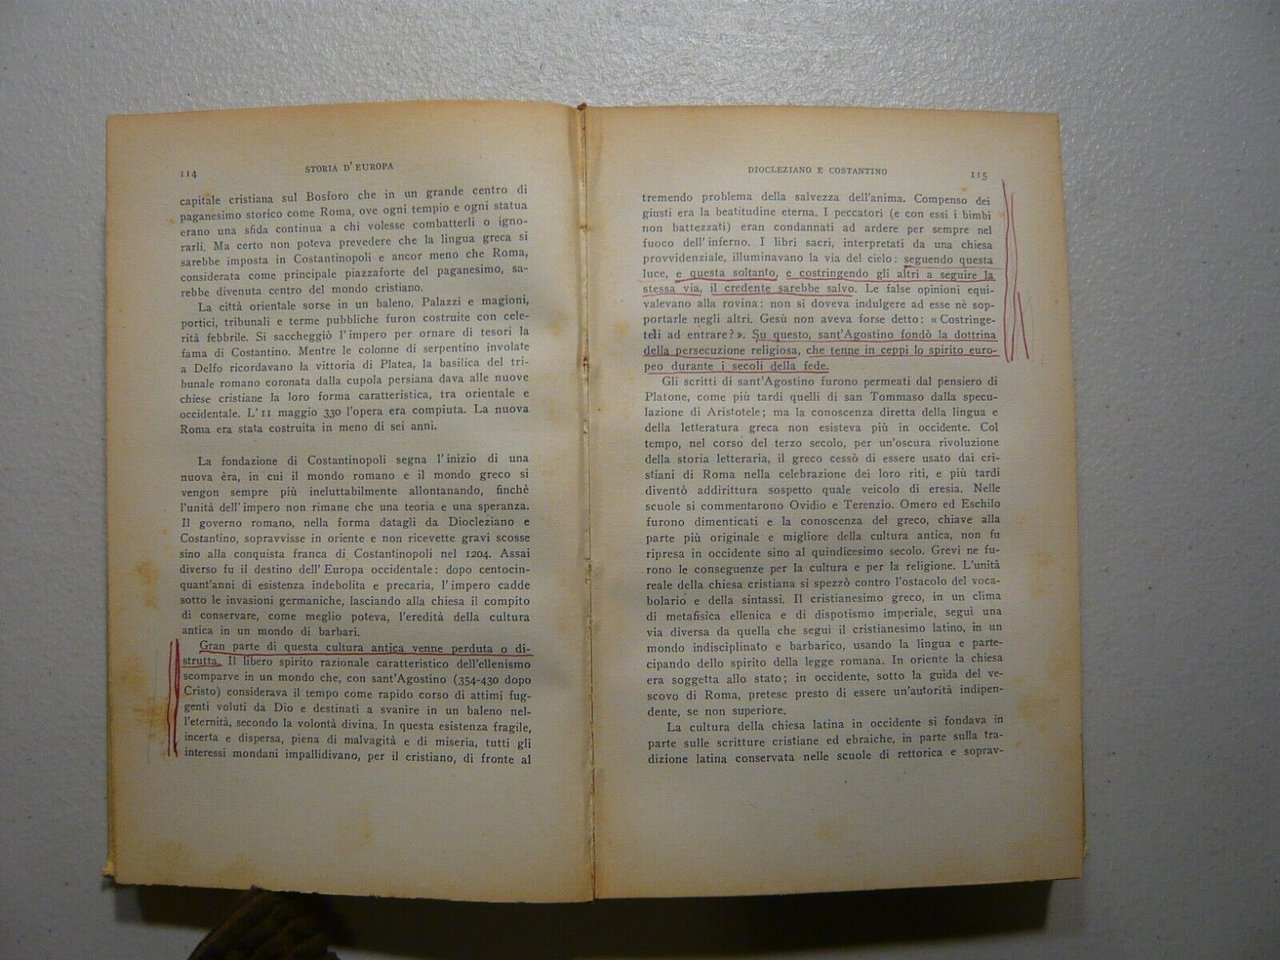 114
STORIA D'EUROPA
capitale cristiana sul Bosforo che in un grande centro di
paganesimo storico come Roma, ove ogni tempio e ogni statua
erano una sfida continua a chi volesse combatterli o igno-
rarli. Ma certo non poteva prevedere che la lingua greca si
sarebbe imposta in Costantinopoli e ancor meno che Roma,
considerata come principale piazzaforte del paganesimo, sa-
rebbe divenuta centro del mondo cristiano.
La città orientale sorse in un baleno. Palazzi e magioni,
portici, tribunali e terme pubbliche furon costruite con cele-
rità febbrile. Si saccheggiò l'impero per ornare di tesori la
fama di Costantino. Mentre le colonne di serpentino involate
a Delfo ricordavano la vittoria di Platea, la basilica del tri-
bunale romano coronata dalla cupola persiana dava alle nuove
chiese cristiane la loro forma caratteristica, tra orientale e
occidentale. L'11 maggio 330 l'opera era compiuta. La nuova
Roma era stata costruita in meno di sei anni.
La fondazione di Costantinopoli segna l'inizio di una
nuova èra, in cui il mondo romano e il mondo greco si
vengon sempre più ineluttabilmente allontanando, finchè
l'unità dell'impero non rimane che una teoria e una speranza.
Il governo romano, nella forma datagli da Diocleziano e
Costantino, sopravvisse in oriente e non ricevette gravi scosse
sino alla conquista franca di Costantinopoli nel 1204. Assai
diverso fu il destino dell'Europa occidentale: dopo centocin-
quant'anni di esistenza indebolita e precaria, l'impero cadde
sotto le invasioni germaniche, lasciando alla chiesa il compito
di conservare, come meglio poteva, l'eredità della cultura
antica in un mondo di barbari.
Gran parte di questa cultura antica venne perduta o di-
strutta. Il libero spirito razionale caratteristico dell'ellenismo
scomparve in un mondo che, con sant'Agostino (354-430 dopo
Cristo) considerava il tempo come rapido corso di attimi fug-
genti voluti da Dio e destinati a svanire in un baleno nel-
l'eternità, secondo la volontà divina. In questa esistenza fragile,
incerta e dispersa, piena di malvagità e di miseria, tutti gli
interessi mondani impallidivano, per il cristiano, di fronte al
DIOCLEZIANO E COSTANTINO
115
tremendo problema della salvezza dell'anima. Compenso dei
giusti era la beatitudine eterna. I peccatori (e con essi i bimbi
non battezzati) eran condannati ad ardere per sempre nel
fuoco dell'inferno. I libri sacri, interpretati da una chiesa
provvidenziale, illuminavano la via del cielo: seguendo questa
luce, e questa soltanto, e costringendo gli altri a seguire la
stessa via, il credente sarebbe salvo. Le false opinioni equi-
valevano alla rovina: non si doveva indulgere ad esse nè sop-
portarle negli altri. Gesù non aveva forse detto: « Costringe-
teli ad entrare? ». Su questo, sant'Agostino fondò la dottrina
della persecuzione religiosa, che tenne in ceppi lo spirito euro-
peo durante i secoli della fede.
Gli scritti di sant'Agostino furono permeati dal pensiero di
Platone, come più tardi quelli di san Tommaso dalla specu-
lazione di Aristotele; ma la conoscenza diretta della lingua e
della letteratura greca non esisteva più in occidente. Col
tempo, nel corso del terzo secolo, per un'oscura rivoluzione
della storia letteraria, il greco cessò di essere usato dai cri-
stiani di Roma nella celebrazione dei loro riti, e più tardi
diventò addirittura sospetto quale veicolo di eresia. Nelle
scuole si commentarono Ovidio e Terenzio. Omero ed Eschilo
furono dimenticati e la conoscenza del greco, chiave alla
parte più originale e migliore della cultura antica, non fu
ripresa in occidente sino al quindicesimo secolo. Grevi ne fu-
rono le conseguenze per la cultura e per la religione. L'unità
reale della chiesa cristiana si spezzò contro l'ostacolo del voca-
bolario e della sintassi. Il cristianesimo greco, in un clima
di metafisica ellenica e di dispotismo imperiale, seguì una
via diversa da quella che seguì il cristianesimo latino, in un
mondo indisciplinato e barbarico, usando la lingua e parte-
cipando dello spirito della legge romana. In oriente la chiesa
era soggetta allo stato; in occidente, sotto la guida del ve-
scovo di Roma, pretese presto di essere un'autorità indipen-
dente, se non superiore.
La cultura della chiesa latina in occidente si fondava in
parte sulle scritture cristiane ed ebraiche, in parte sulla tra-
dizione latina conservata nelle scuole di rettorica e soprav-